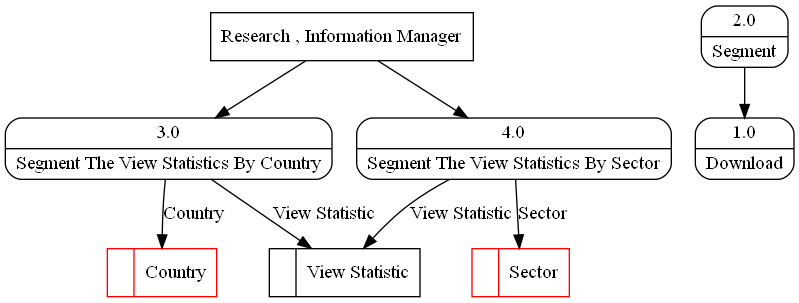 Research , Information Manager
2.0
Segment
3.0
Segment The View Statistics By Country
4.0
Segment The View Statistics By Sector
1.0
Download
Country
View Statistic
View Statistic
Sector
Country
View Statistic
Sector